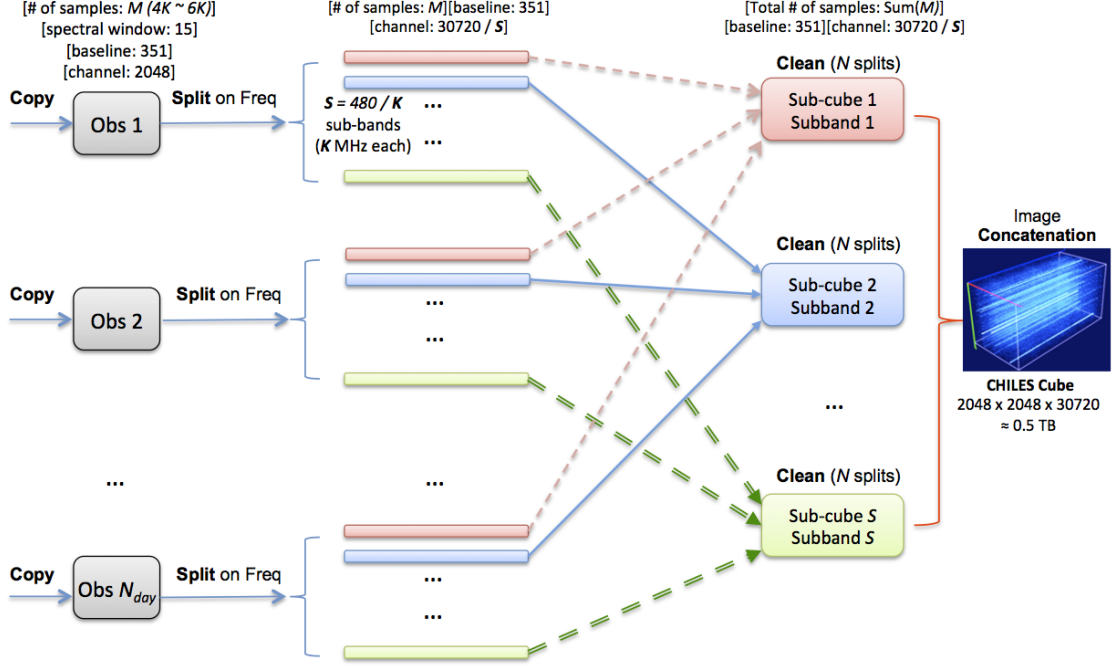 [# of samples: M (4K ~ 6K)]
[spectral window: 15]
[baseline: 351]
[channel: 2048]
[# of samples: M][baseline: 351]
[channel: 30720 / S]
[Total # of samples: Sum(M)]
[baseline: 351][channel: 30720 / S]
Copy
Obs 1
Split on Freq
S = 480 / K
sub-bands
(K MHz each)
...
...
Clean (N splits)
Sub-cube 1
Subband 1
Copy
Obs 2
Split on Freq
...
...
Clean (N splits)
Sub-cube 2
Subband 2
...
Image
Concatenation
CHILES Cube
2048 x 2048 x 30720
≈ 0.5 TB
...
...
Clean (N splits)
Sub-cube S
Subband S
Copy
Obs Nday
Split on Freq
...
...